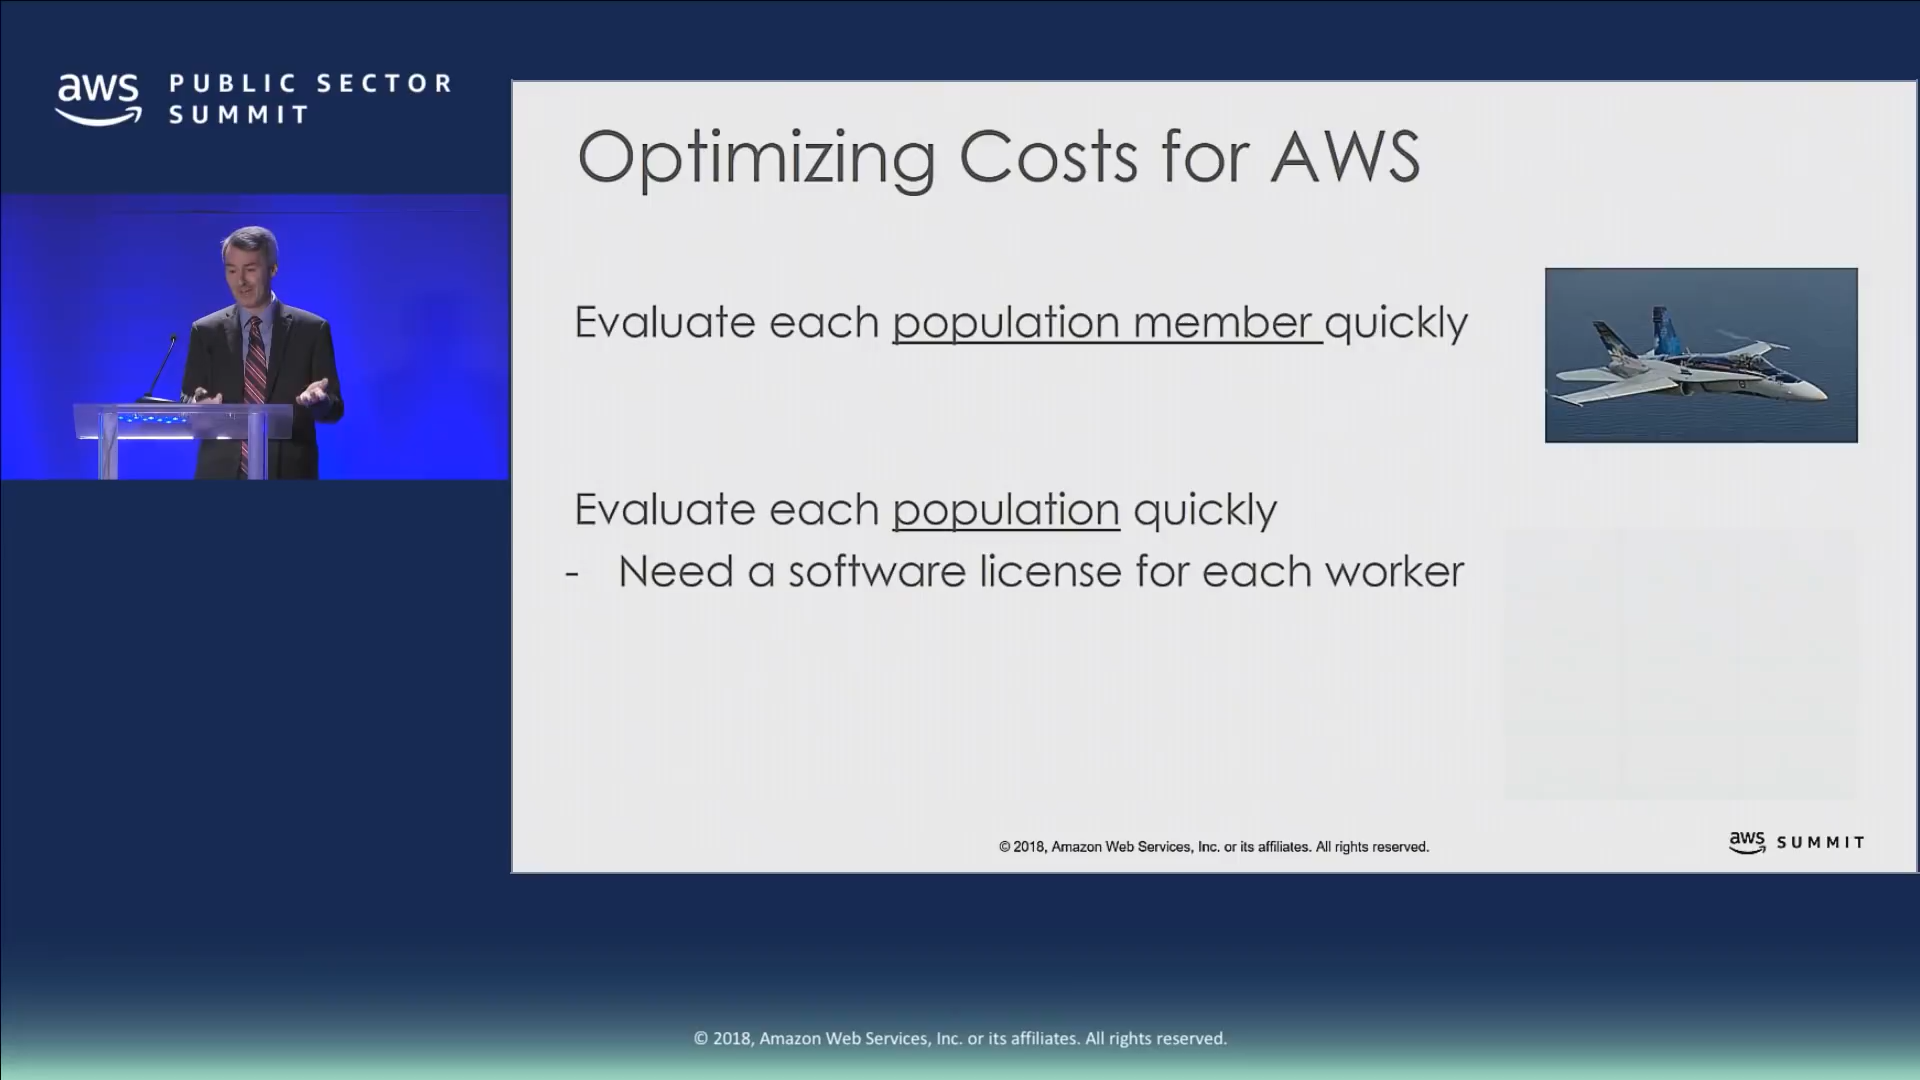 aws PUBLIC SECTOR
SUMMIT
Optimizing Costs for AWS
Evaluate each population member quickly
Evaluate each population quickly
- Need a software license for each worker
© 2018, Amazon Web Services, Inc. or its affiliates. All rights reserved.
aws SUMMIT
© 2018, Amazon Web Services, Inc. or its affiliates. All rights reserved.